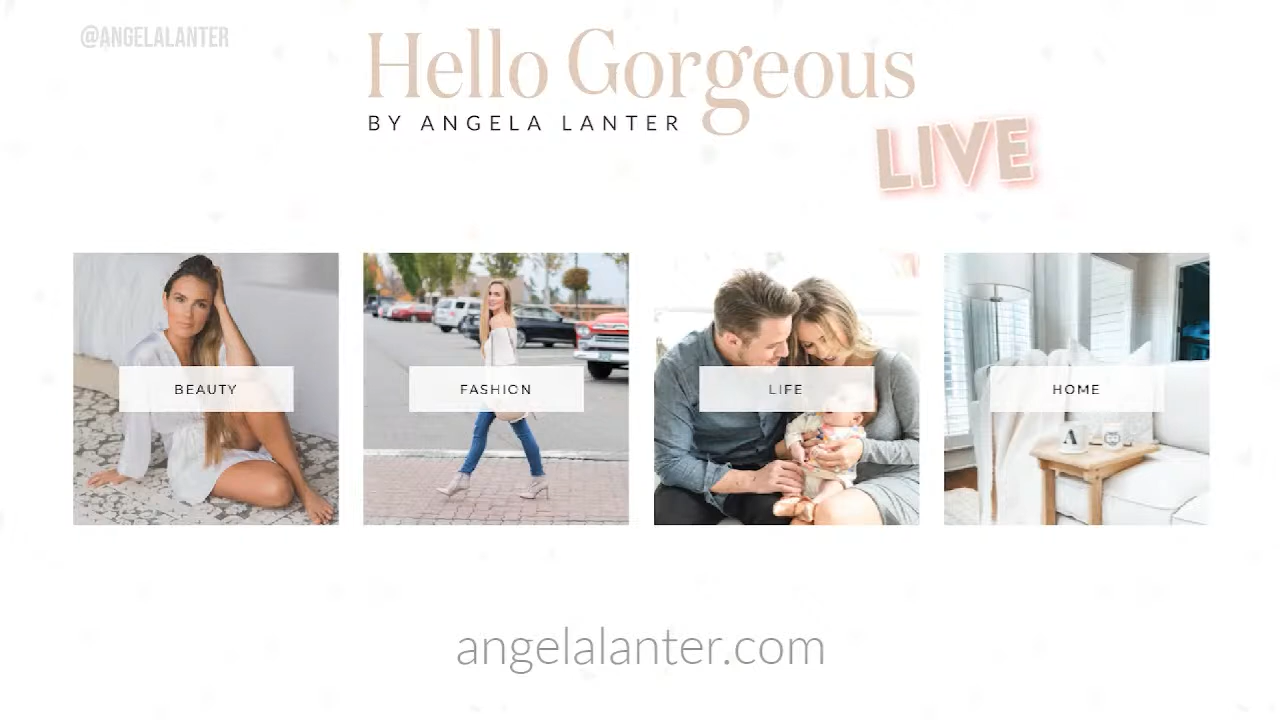 @ANGELALANTER
Hello Gorgeous
BY ANGELA LANTER
LIVE
BEAUTY
FASHION
LIFE
HOME
A
angelalanter.com